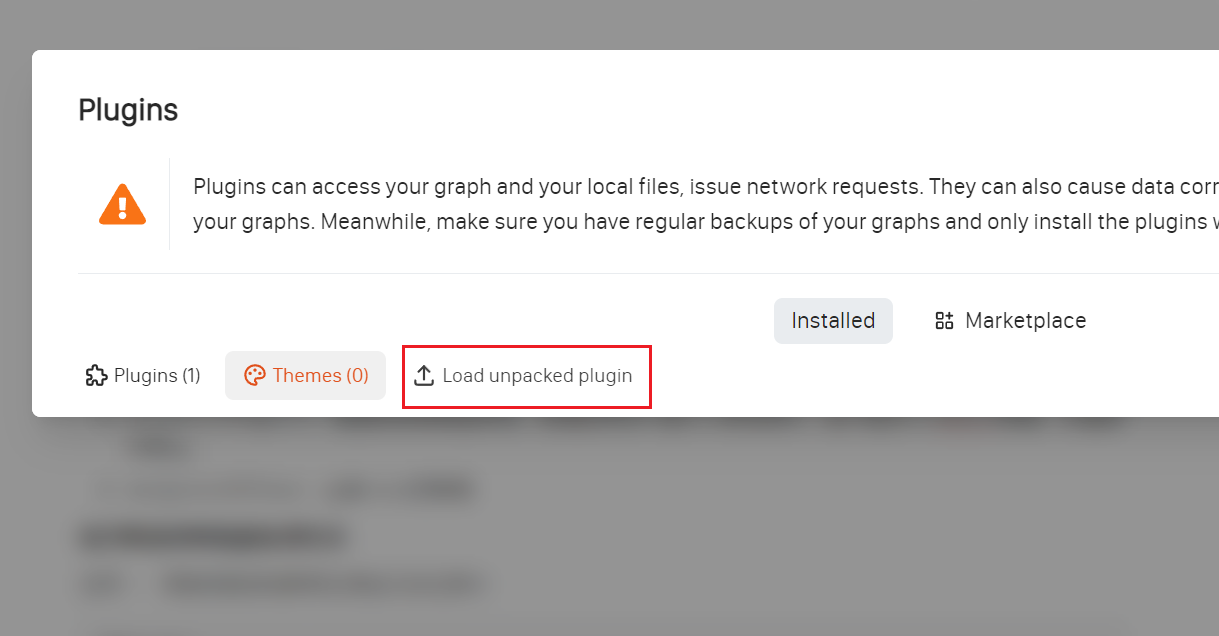 Plugins
Plugins can access your graph and your local files, issue network requests. They can also cause data corr
your graphs. Meanwhile, make sure you have regular backups of your graphs and only install the plugins w
Installed
Marketplace
Plugins (1)
Themes (0)
Load unpacked plugin